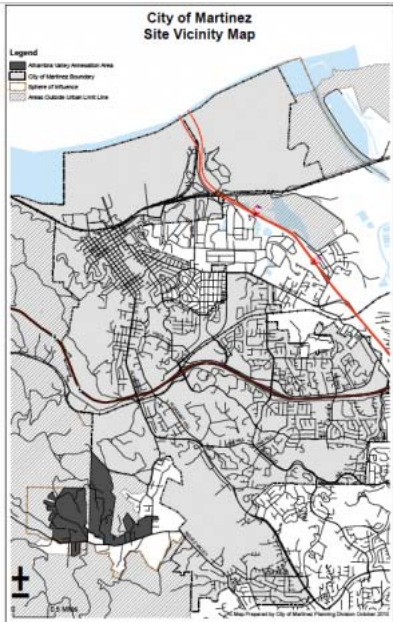 City of Martinez
Site Vicinity Map
Legend
Alhambra Valley Annexation Area
City of Martinez Boundary
Sphere of Influence
Areas Outside Urban Limit Line
0 0.5 Miles
Map Prepared by City of Martinez Planning Division October 2010